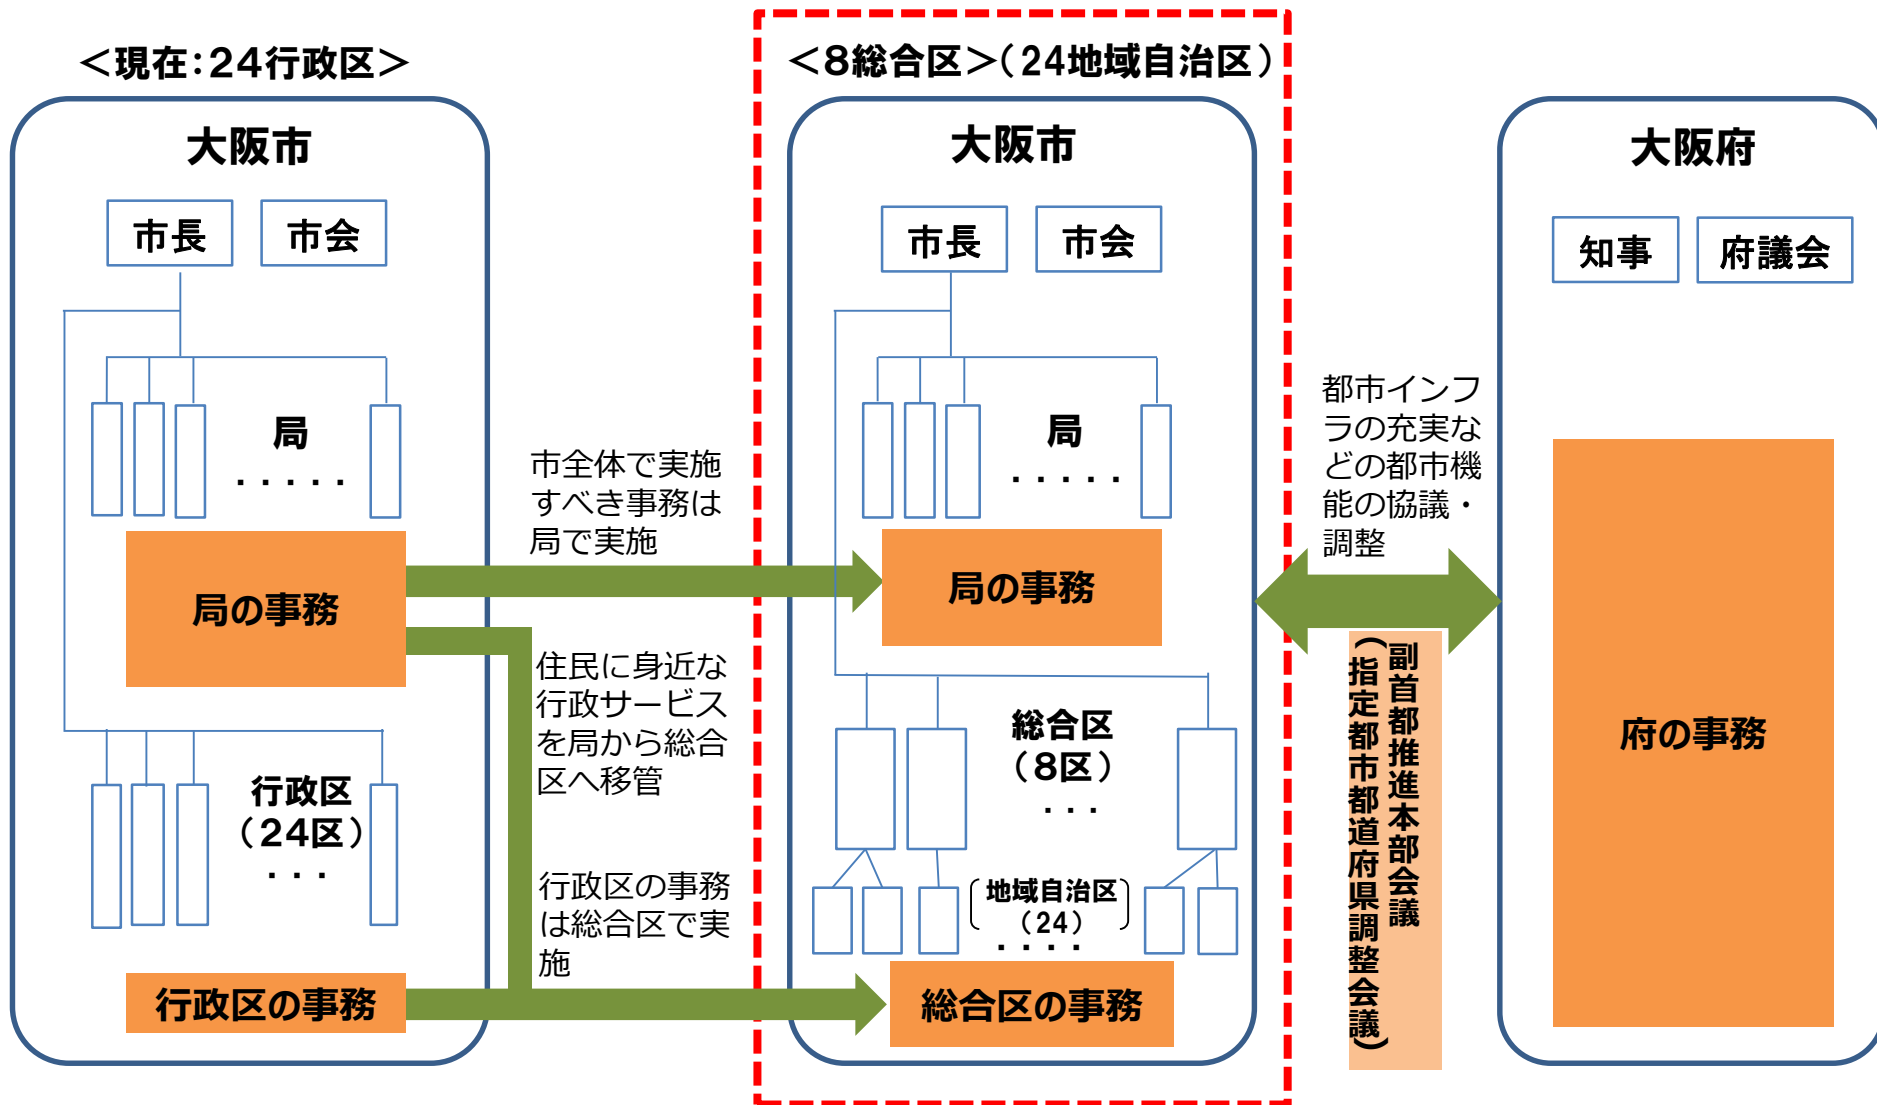 ＜現在：24行政区＞
大阪市
市長
市会
局
・・・・・
局の事務
行政区
（24区）
・・・
行政区の事務
市全体で実施
すべき事務は
局で実施
住民に身近な
行政サービス
を局から総合
区へ移管
行政区の事務
は総合区で実
施
＜8総合区＞（24地域自治区）
大阪市
市長
市会
局
・・・・・
局の事務
総合区
（8区）
・・・
地域自治区
（24）
・・・・
総合区の事務
都市インフ
ラの充実な
どの都市機
能の協議・
調整
副首都推進本部会議
（指定都市都道府県調整会議）
大阪府
知事
府議会
府の事務